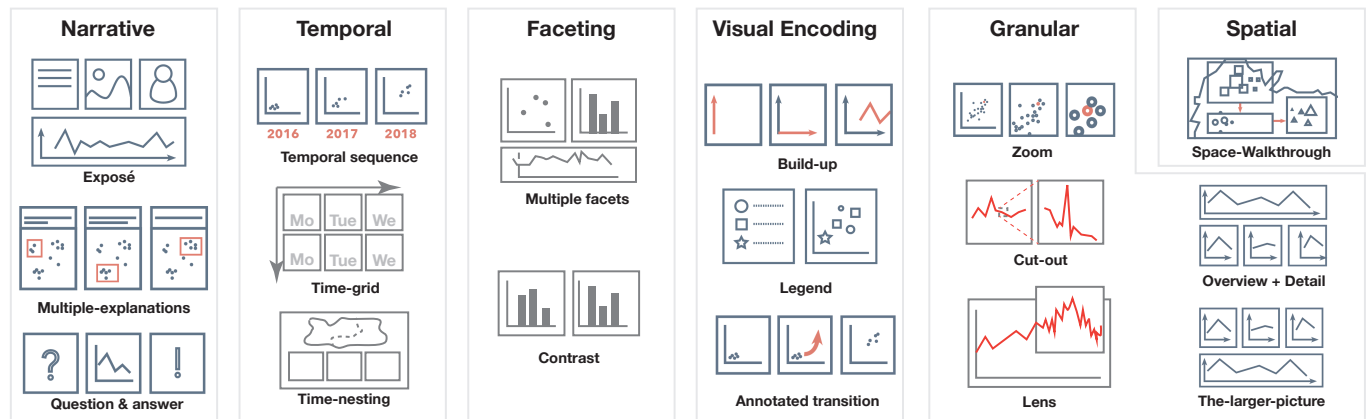 Narrative
Exposé
Multiple-explanations
?
!
Question & answer
Temporal
2016 2017 2018
Temporal sequence
Mo Tue We
Mo Tue We
Time-grid
Time-nesting
Faceting
Multiple facets
Contrast
Visual Encoding
Build-up
Legend
Annotated transition
Granular
Zoom
Cut-out
Lens
Spatial
Space-Walkthrough
Overview + Detail
The-larger-picture